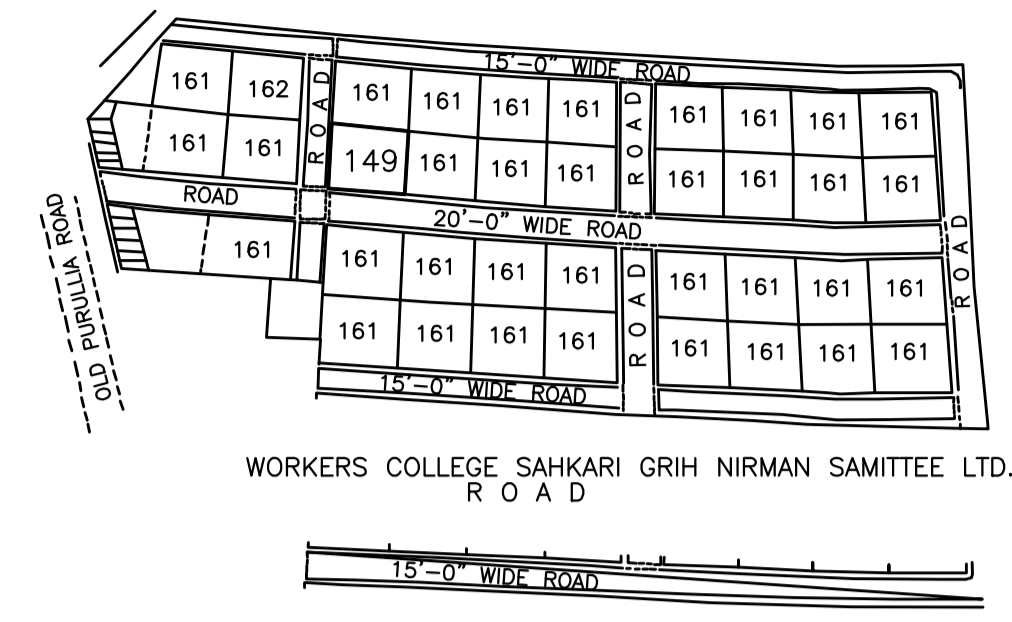 15'-0" WIDE ROAD
161 162 ROAD 161 161 161 161 ROAD 161 161 161 161
161 161 149 161 161 161 161 161 161 161
ROAD
20'-0" WIDE ROAD
OLD PURULLIA ROAD
161 161 161 161 161 ROAD 161 161 161 161 ROAD
161 161 161 161 161 161 161 161
15'-0" WIDE ROAD
WORKERS COLLEGE SAHKARI GRIH NIRMAN SAMITTEE LTD.
ROAD
15'-0" WIDE ROAD